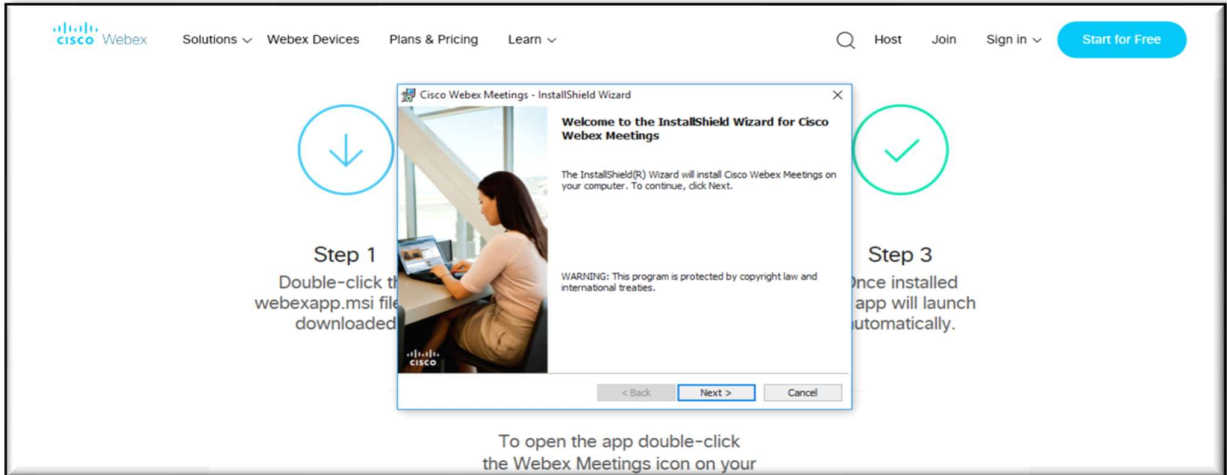 CISCO Webex
Solutions Webex Devices Plans & Pricing Learn
Host Join Sign in Start for Free
Cisco Webex Meetings - InstallShield Wizard
Welcome to the InstallShield Wizard for Cisco
Webex Meetings
The InstallShield(R) Wizard will install Cisco Webex Meetings on
your computer. To continue, click Next.
WARNING: This program is protected by copyright law and
international treaties.
CISCO
< Back Next > Cancel
Step 1
Double-click
webexapp.msi
downloaded
Step 3
installed
app will launch
To open the app double-click
the Webex Meetings icon on your